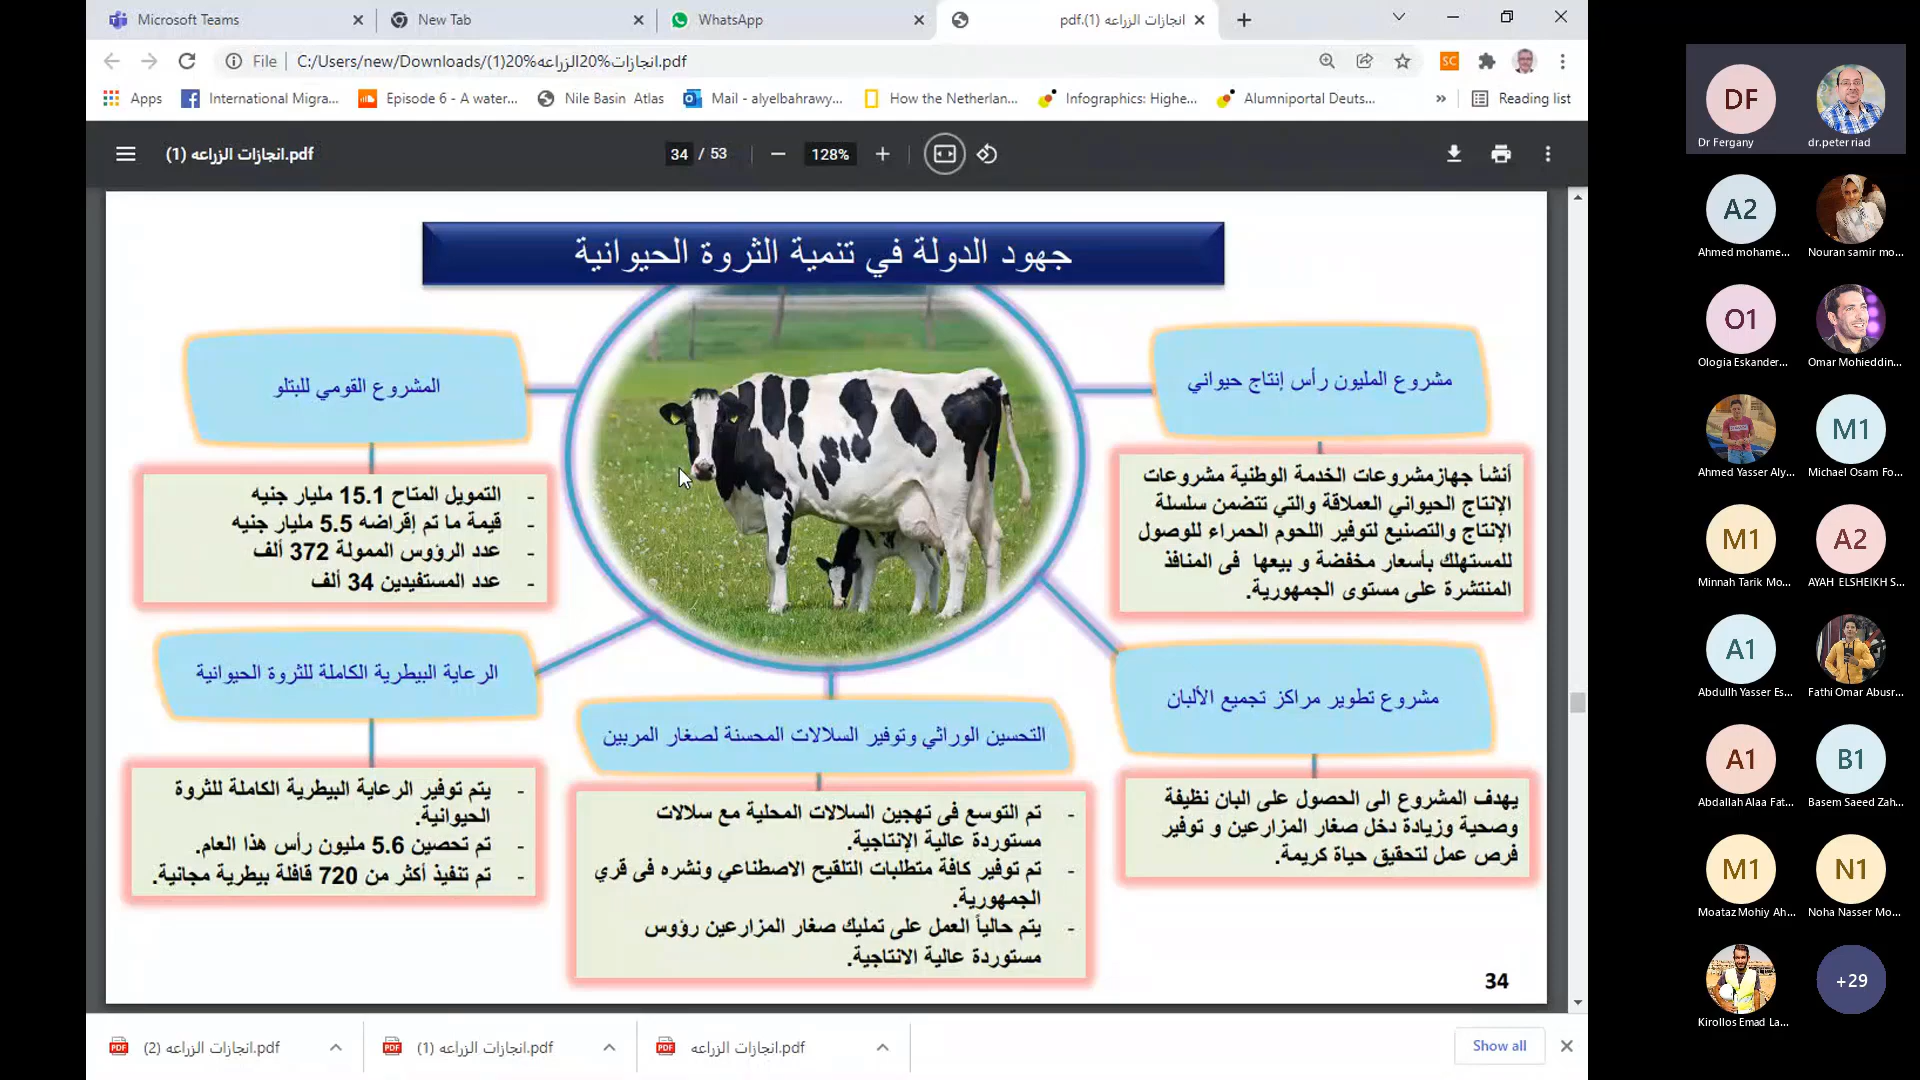 Microsoft Teams
New Tab
WhatsApp
انجازات الزراعه (1).pdf
File
C:/Users/new/Downloads/انجازات%20الزراعه%20(1).pdf
Apps
International Migra...
Episode 6 - A water...
Nile Basin Atlas
Mail - alyelbahrawy...
How the Netherlan...
Infographics: Highe...
Alumniportal Deuts...
»
Reading list
انجازات الزراعه (1).pdf
34 / 53
128%
جهود الدولة في تنمية الثروة الحيوانية
مشروع المليون رأس إنتاج حيواني
أنشأ جهازمشروعات الخدمة الوطنية مشروعات
الإنتاج الحيواني العملاقة والتي تتضمن سلسلة
الإنتاج والتصنيع لتوفير اللحوم الحمراء للوصول
للمستهلك بأسعار مخفضة و بيعها فى المنافذ
المنتشرة على مستوى الجمهورية.
المشروع القومي للبتلو
- التمويل المتاح 15.1 مليار جنيه
- قيمة ما تم إقراضه 5.5 مليار جنيه
- عدد الرؤوس الممولة 372 ألف
- عدد المستفيدين 34 ألف
مشروع تطوير مراكز تجميع الألبان
يهدف المشروع الى الحصول على البان نظيفة
وصحية وزيادة دخل صغار المزارعين و توفير
فرص عمل لتحقيق حياة كريمة.
التحسين الوراثي وتوفير السلالات المحسنة لصغار المربين
- تم التوسع فى تهجين السلالات المحلية مع سلالات
مستوردة عالية الإنتاجية.
- تم توفير كافة متطلبات التلقيح الاصطناعي ونشره فى قري
الجمهورية.
- يتم حالياً العمل على تمليك صغار المزارعين رؤوس
مستوردة عالية الانتاجية.
الرعاية البيطرية الكاملة للثروة الحيوانية
- يتم توفير الرعاية البيطرية الكاملة للثروة
الحيوانية.
- تم تحصين 5.6 مليون رأس هذا العام.
- تم تنفيذ أكثر من 720 قافلة بيطرية مجانية.
34
انجازات الزراعه (2).pdf
انجازات الزراعه (1).pdf
انجازات الزراعه.pdf
Show all
DF
Dr Fergany
dr.peter riad
A2
Ahmed mohame...
Nouran samir mo...
O1
Ologia Eskander...
Omar Mohieddin...
Ahmed Yasser Aly...
M1
Michael Osam Fo...
M1
Minnah Tarik Mo...
A2
AYAH ELSHEIKH S...
A1
Abdullh Yasser Es...
Fathi Omar Abusr...
A1
Abdallah Alaa Fat...
B1
Basem Saeed Zah...
M1
Moataz Mohiy Ah...
N1
Noha Nasser Mo...
Kirollos Emad La...
+29